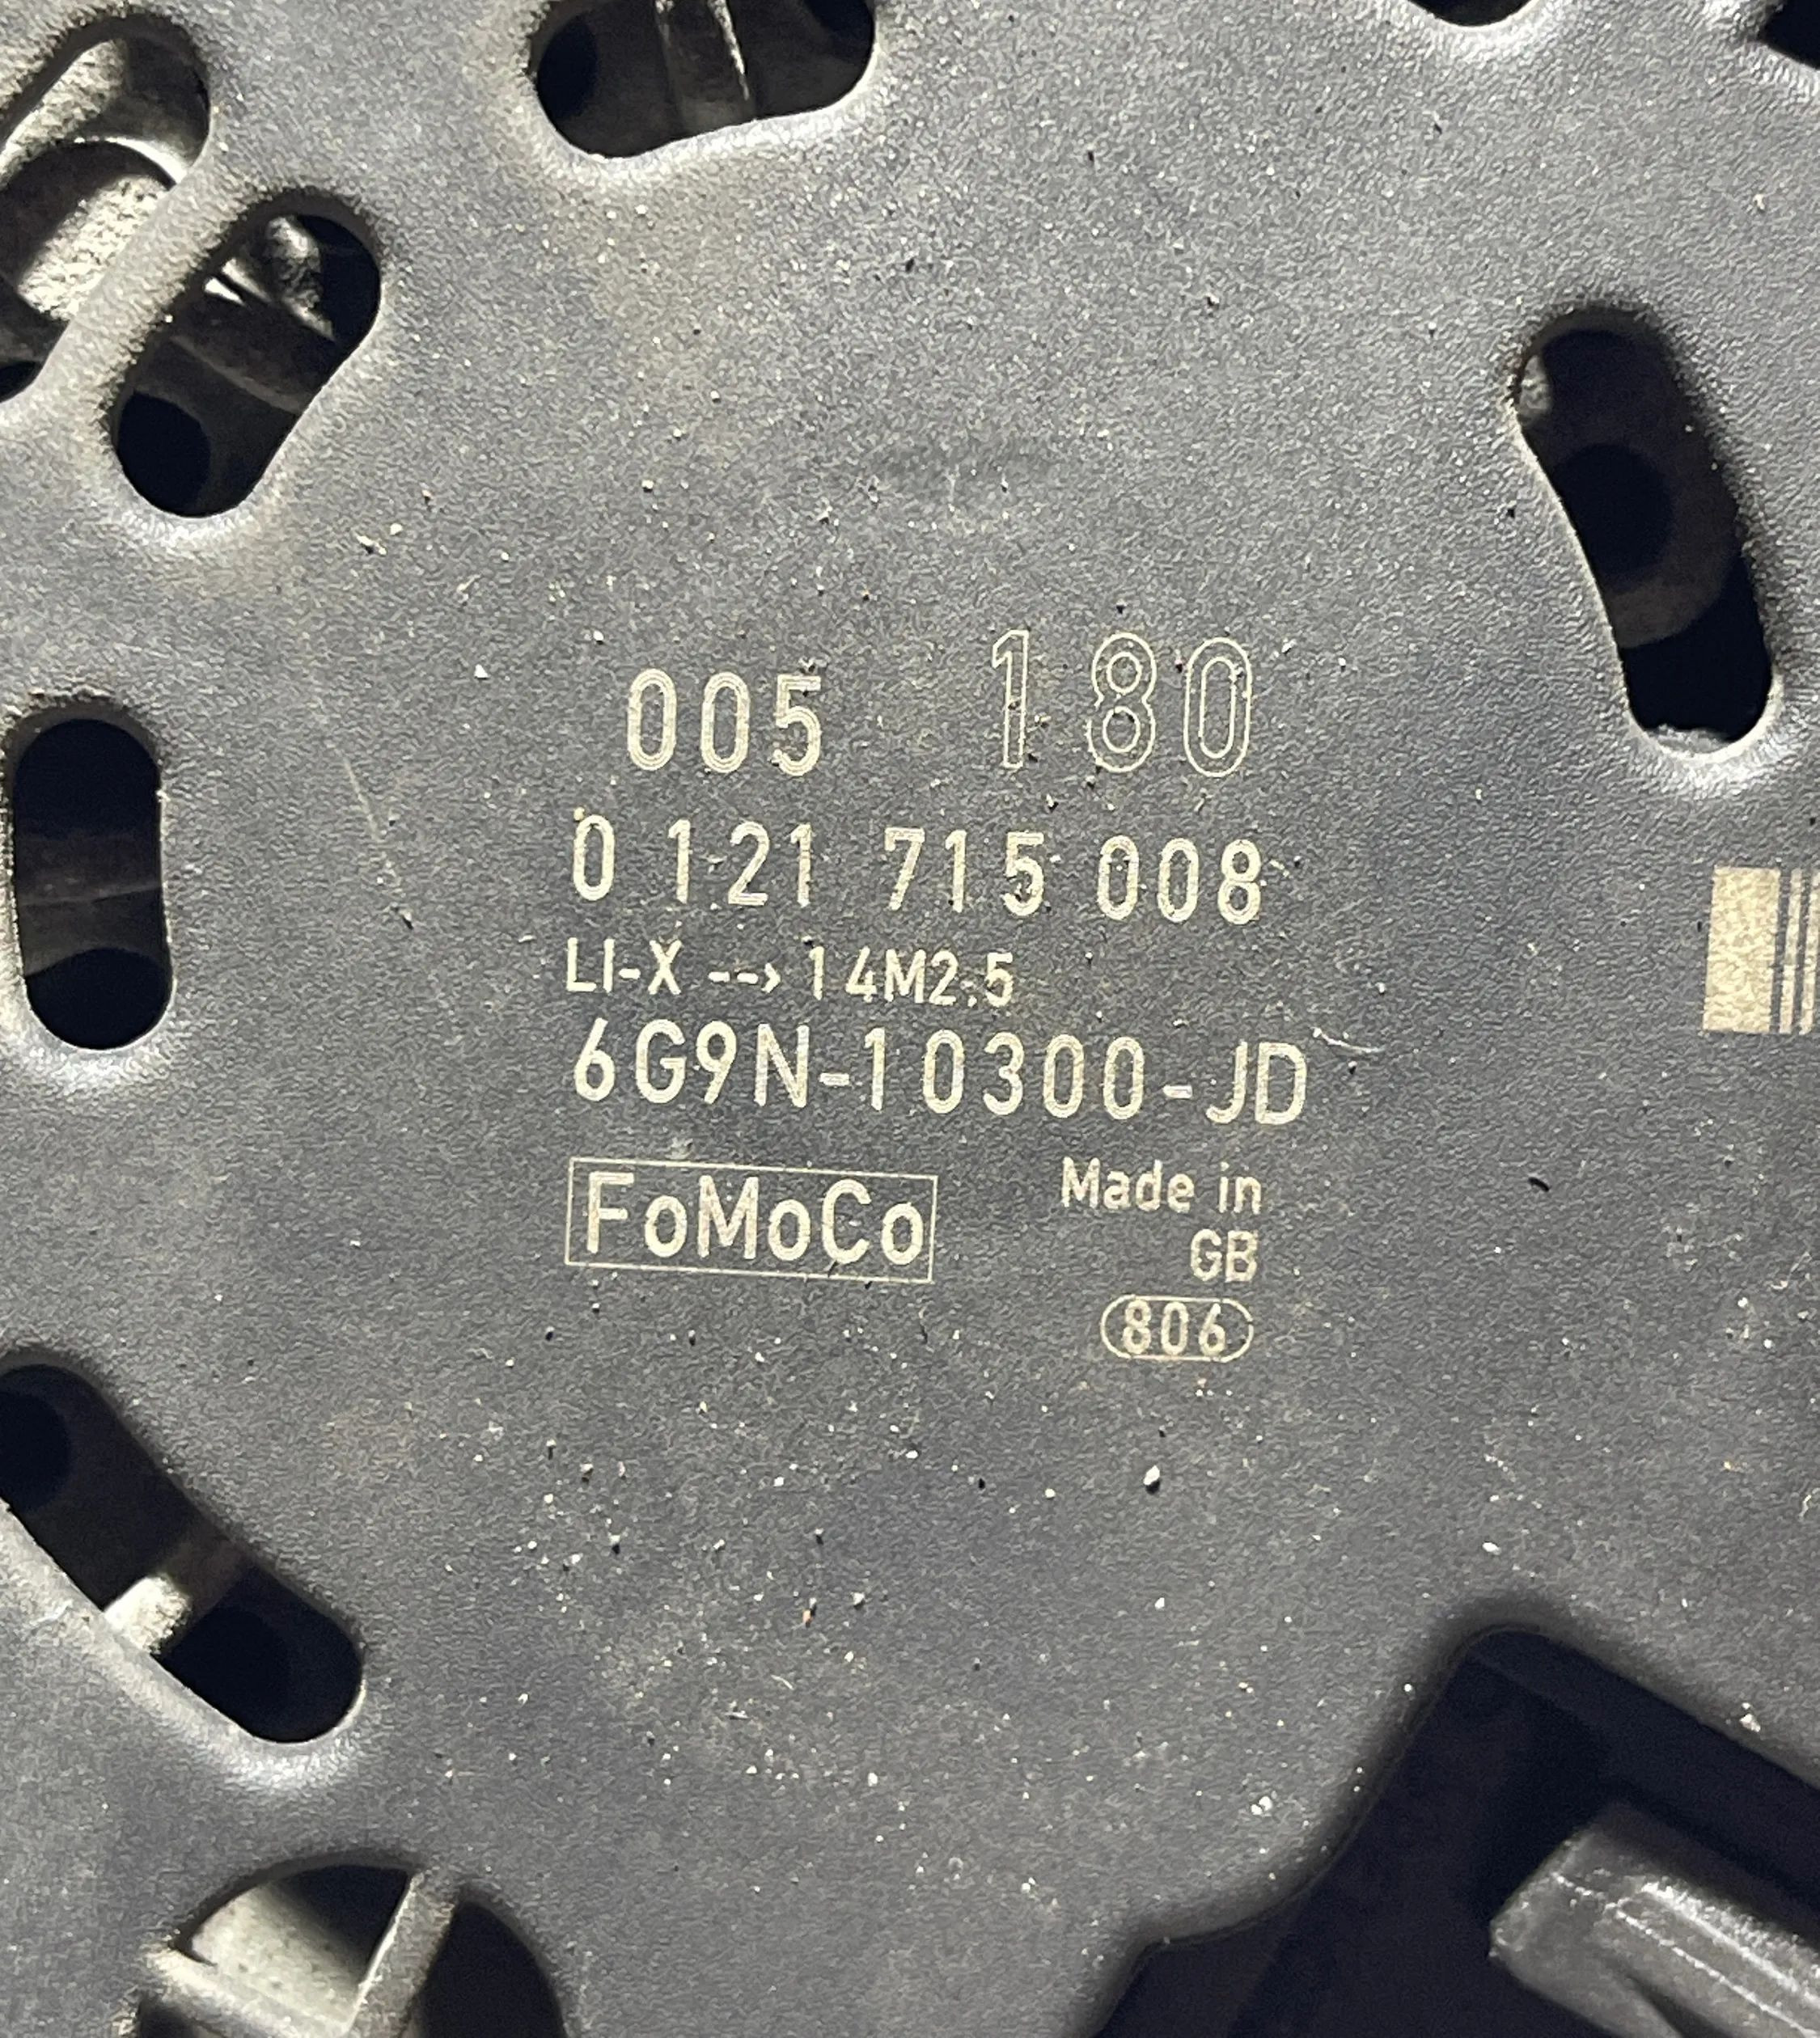 005 180
0 121 715 008
LI-X --> 14M2.5
6G9N-10300-JD
FoMoCo
Made in
GB
806